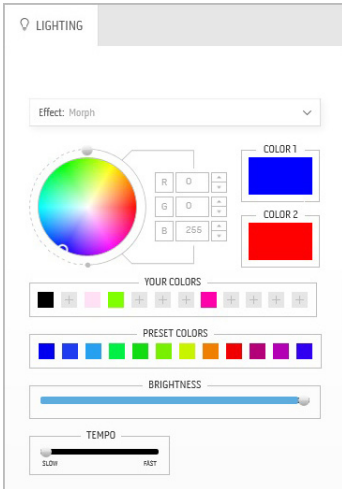 LIGHTING
Effect: Morph
COLOR 1
R 0
G 0
B 255
COLOR 2
YOUR COLORS
PRESET COLORS
BRIGHTNESS
TEMPO
SLOW FAST